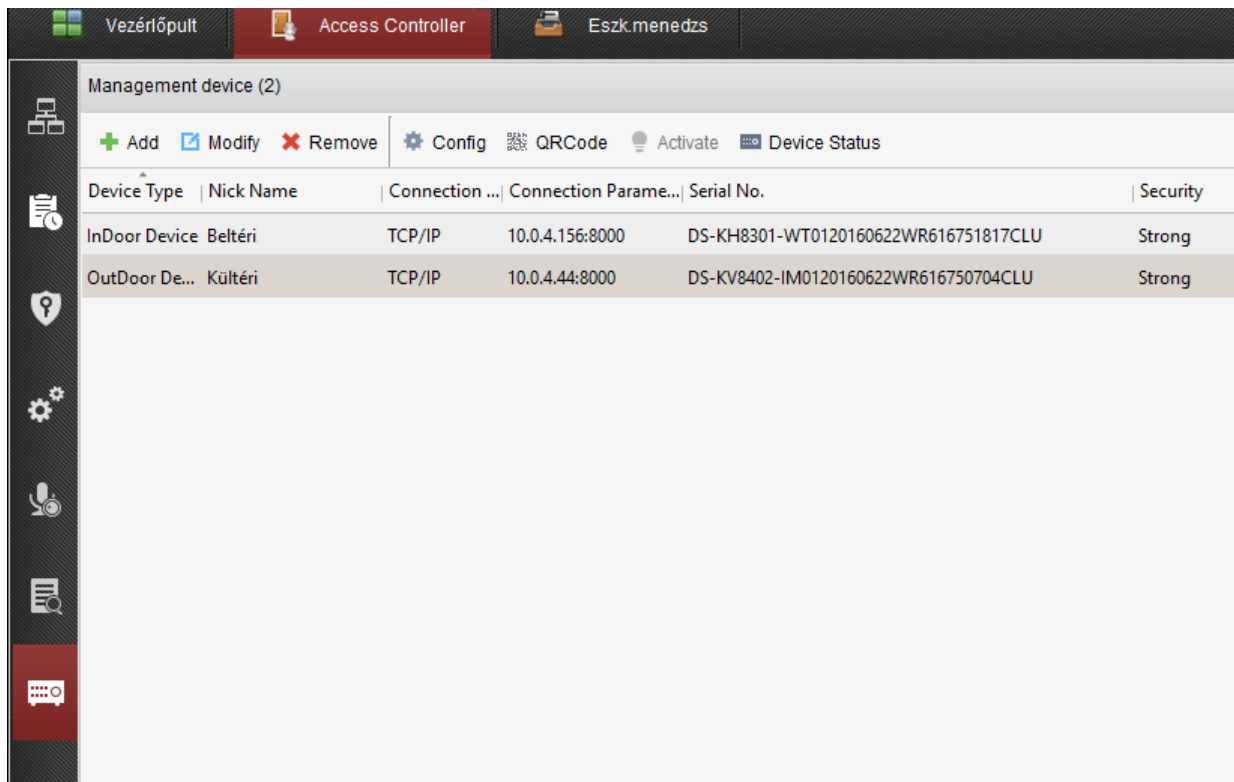 Vezérlőpult Access Controller Eszk.menedzs
Management device (2)
Add Modify Remove Config QRCode Activate Device Status
Device Type Nick Name Connection ... Connection Parame... Serial No. Security
InDoor Device Beltéri TCP/IP 10.0.4.156:8000 DS-KH8301-WT0120160622WR616751817CLU Strong
OutDoor De... Kültéri TCP/IP 10.0.4.44:8000 DS-KV8402-IM0120160622WR616750704CLU Strong